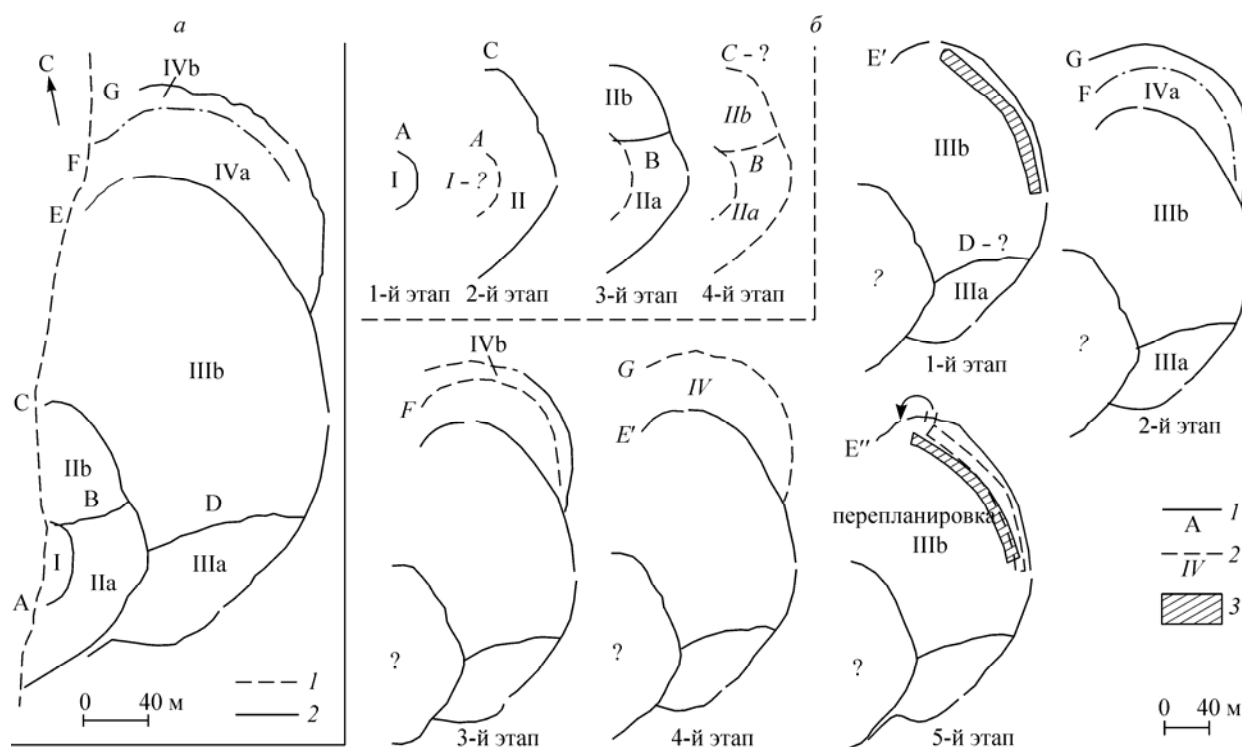 а
б
С
G
IVb
F
IVa
E
IIIb
C
IIb
B
D
I
IIa
IIIa
A
0 40 м
1
2
A
I
1-й этап
C
A
I – ?
II
2-й этап
IIb
B
IIa
3-й этап
C – ?
IIb
B
IIa
4-й этап
E′
IIIb
D – ?
?
IIIa
1-й этап
G
F
IVa
IIIb
?
IIIa
2-й этап
IVb
F
?
3-й этап
G
IV
E′
?
4-й этап
E″
перепланировка
IIIb
?
5-й этап
A
1
IV
2
3
0 40 м